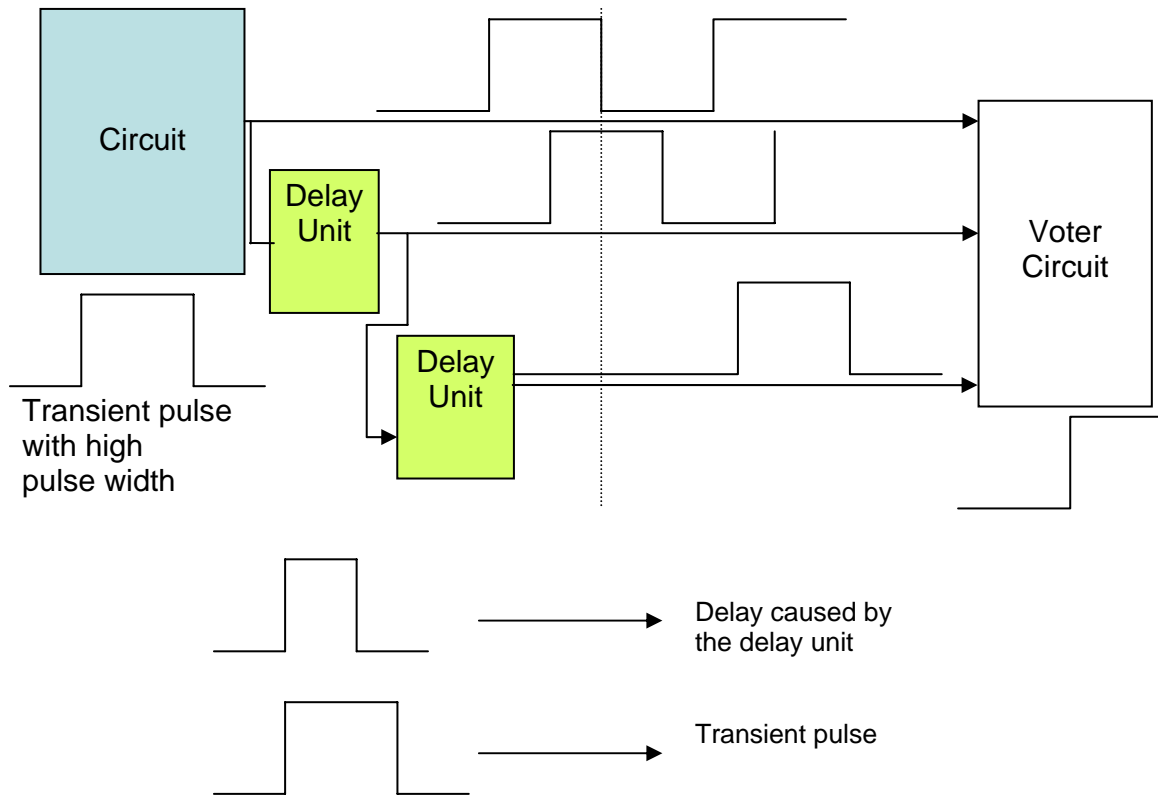 Circuit
Delay
Unit
Voter
Circuit
Delay
Unit
Transient pulse
with high
pulse width
Delay caused by
the delay unit
Transient pulse